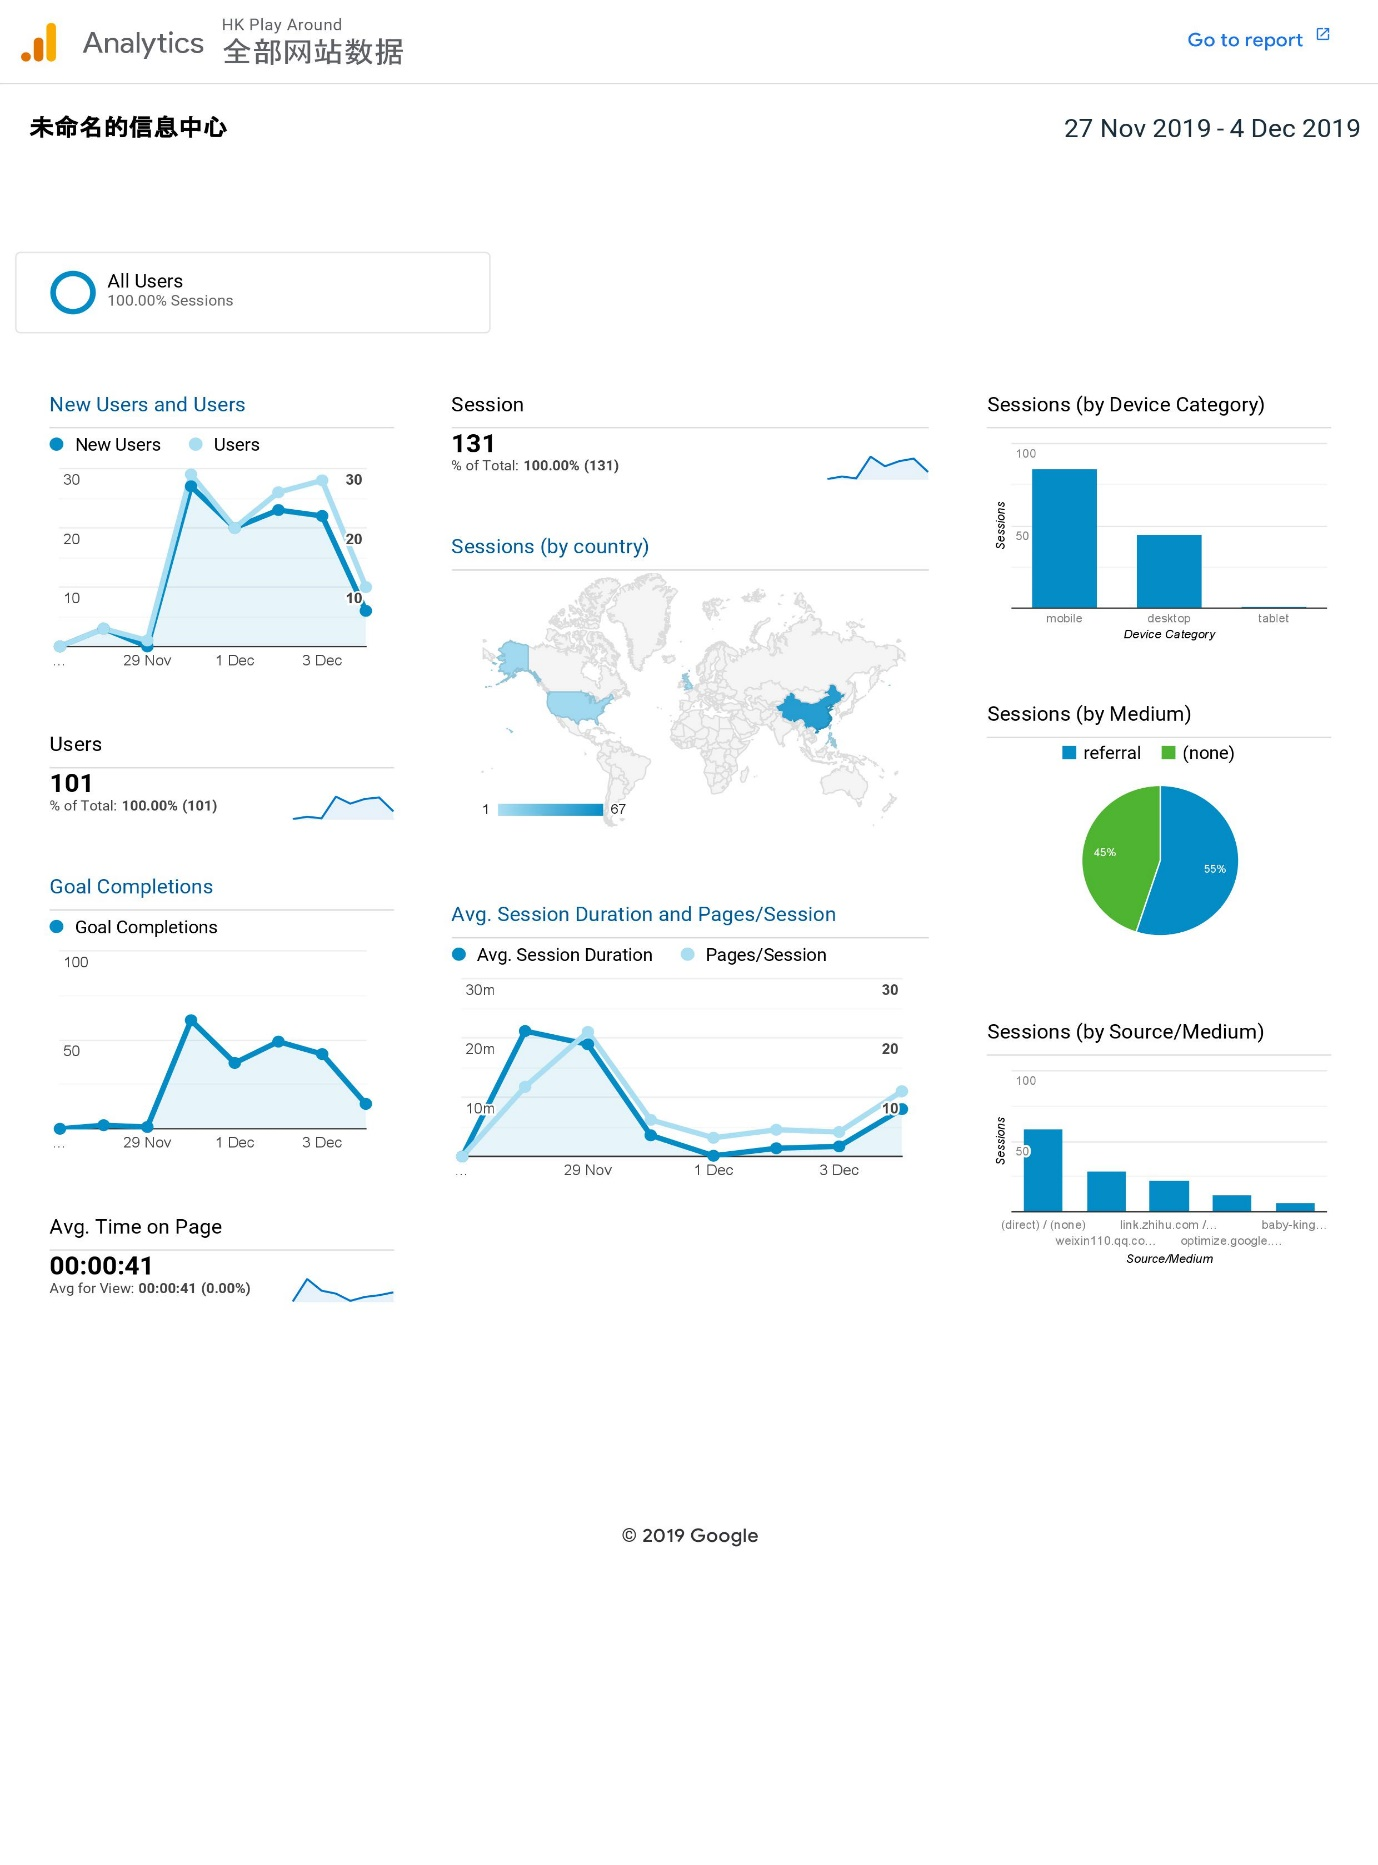 Analytics
HK Play Around
全部网站数据
Go to report
未命名的信息中心
27 Nov 2019 - 4 Dec 2019
All Users
100.00% Sessions
New Users and Users
New Users
Users
30
30
20
20
10
10
...
29 Nov
1 Dec
3 Dec
Users
101
% of Total: 100.00% (101)
Goal Completions
Goal Completions
100
50
...
29 Nov
1 Dec
3 Dec
Avg. Time on Page
00:00:41
Avg for View: 00:00:41 (0.00%)
Session
131
% of Total: 100.00% (131)
Sessions (by country)
1
67
Avg. Session Duration and Pages/Session
Avg. Session Duration
Pages/Session
30m
30
20m
20
10m
10
...
29 Nov
1 Dec
3 Dec
Sessions (by Device Category)
100
50
Sessions
mobile
desktop
tablet
Device Category
Sessions (by Medium)
referral
(none)
45%
55%
Sessions (by Source/Medium)
100
50
Sessions
(direct) / (none)
link.zhihu.com /...
baby-king...
weixin110.qq.co...
optimize.google....
Source/Medium
© 2019 Google